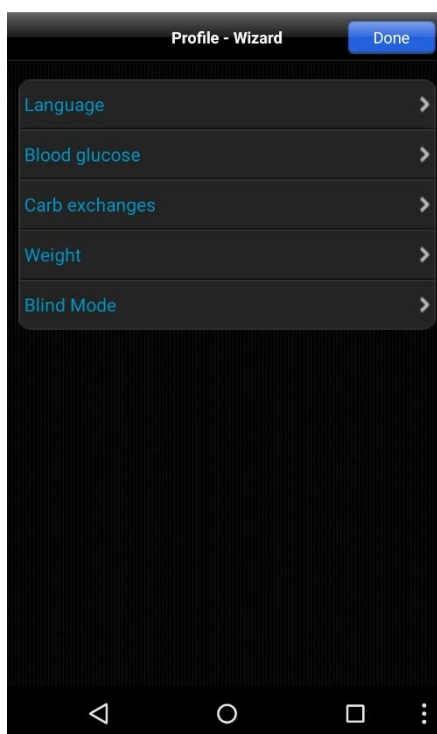 Profile - Wizard
Done
Language
Blood glucose
Carb exchanges
Weight
Blind Mode